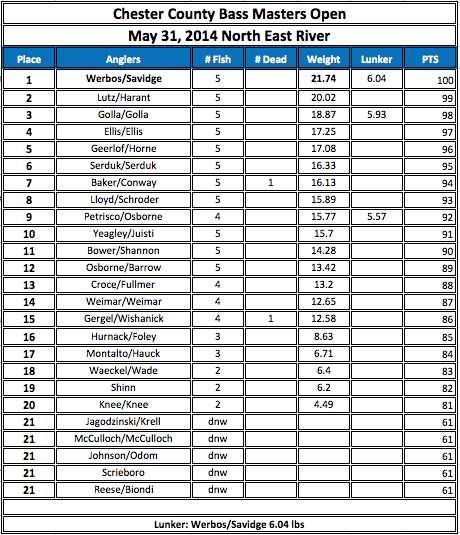 Chester County Bass Masters Open
May 31, 2014 North East River
Place Anglers # Fish # Dead Weight Lunker PTS
1 Werbos/Savidge 5 21.74 6.04 100
2 Lutz/Harant 5 20.02 99
3 Golla/Golla 5 18.87 5.93 98
4 Ellis/Ellis 5 17.25 97
5 Geerlof/Horne 5 17.08 96
6 Serduk/Serduk 5 16.33 95
7 Baker/Conway 5 1 16.13 94
8 Lloyd/Schroder 5 15.89 93
9 Petrisco/Osborne 4 15.77 5.57 92
10 Yeagley/Juisti 5 15.7 91
11 Bower/Shannon 5 14.28 90
12 Osborne/Barrow 5 13.42 89
13 Croce/Fullmer 4 13.2 88
14 Weimar/Weimar 4 12.65 87
15 Gergel/Wishanick 4 1 12.58 86
16 Hurnack/Foley 3 8.63 85
17 Montalto/Hauck 3 6.71 84
18 Waeckel/Wade 2 6.4 83
19 Shinn 2 6.2 82
20 Knee/Knee 2 4.49 81
21 Jagodzinski/Krell dnw 61
21 McCulloch/McCulloch dnw 61
21 Johnson/Odom dnw 61
21 Scrieboro dnw 61
21 Reese/Biondi dnw 61
Lunker: Werbos/Savidge 6.04 lbs